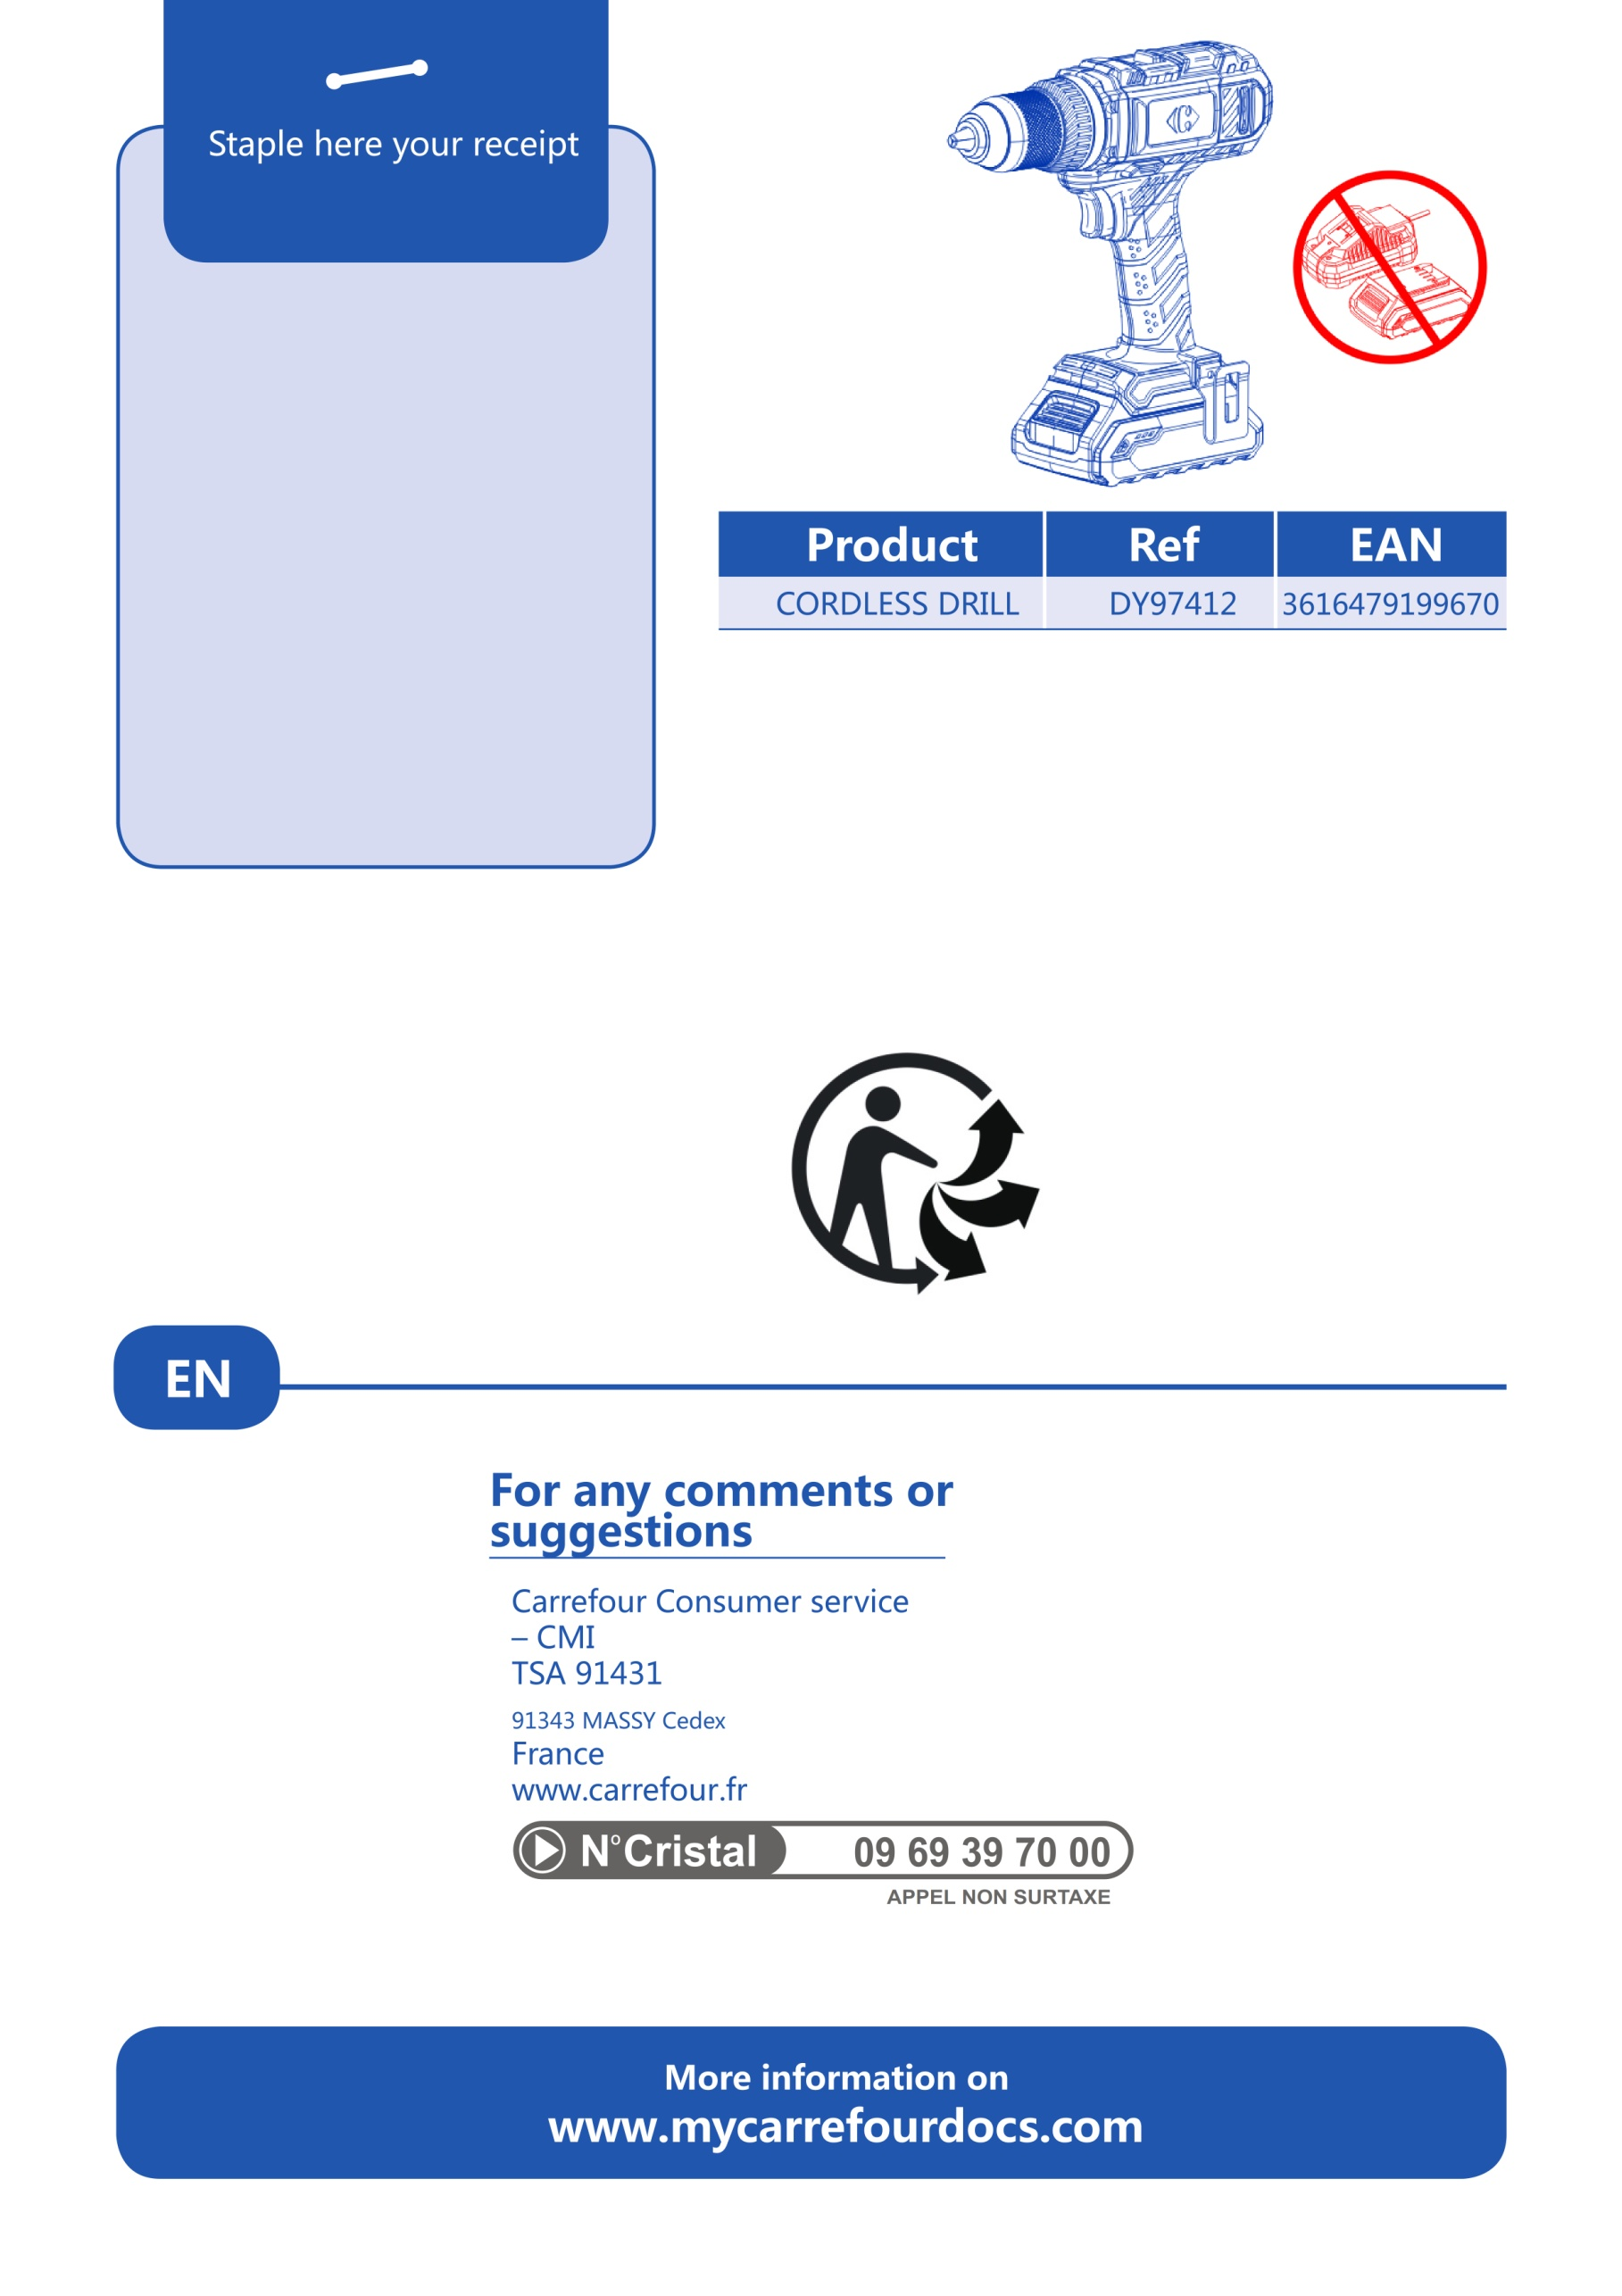 Staple here your receipt
Product Ref EAN
CORDLESS DRILL DY97412 3616479199670
EN
For any comments or
suggestions
Carrefour Consumer service
– CMI
TSA 91431
91343 MASSY Cedex
France
www.carrefour.fr
N°Cristal 09 69 39 70 00
APPEL NON SURTAXE
More information on
www.mycarrefourdocs.com